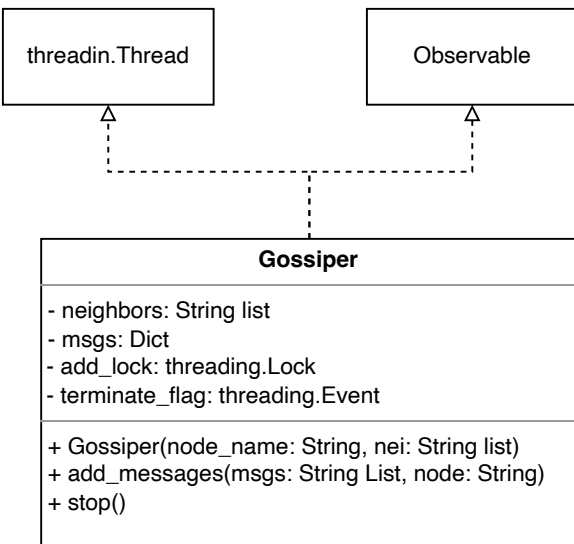 threadin.Thread
Observable
Gossiper
- neighbors: String list
- msgs: Dict
- add_lock: threading.Lock
- terminate_flag: threading.Event
+ Gossiper(node_name: String, nei: String list)
+ add_messages(msgs: String List, node: String)
+ stop()